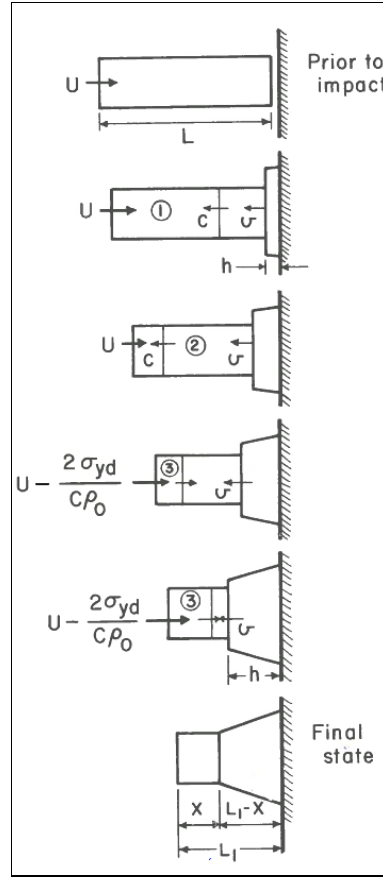 Prior to
impact
U
L
U ① C υ
h
U C ② υ
U - 2σyd / Cρ0 ③ υ
U - 2σyd / Cρ0 ③ υ
h
Final
state
X L1-X
L1